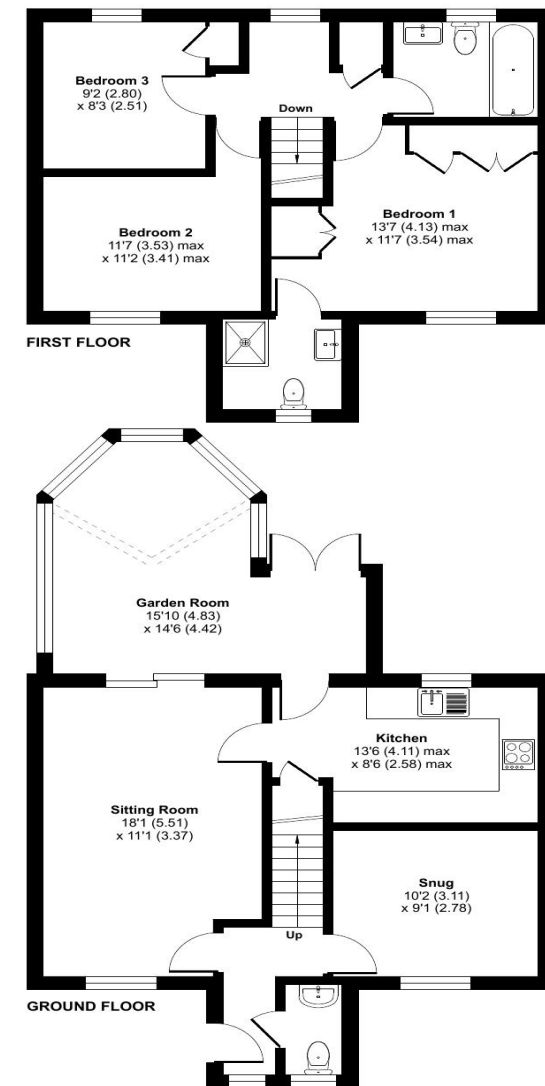 Bedroom 3
9'2 (2.80)
x 8'3 (2.51)
Down
Bedroom 2
11'7 (3.53) max
x 11'2 (3.41) max
Bedroom 1
13'7 (4.13) max
x 11'7 (3.54) max
FIRST FLOOR
Garden Room
15'10 (4.83)
x 14'6 (4.42)
Kitchen
13'6 (4.11) max
x 8'6 (2.58) max
Sitting Room
18'1 (5.51)
x 11'1 (3.37)
Snug
10'2 (3.11)
x 9'1 (2.78)
Up
GROUND FLOOR